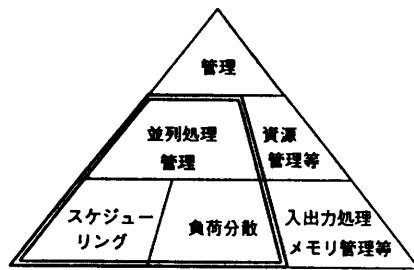 管理
並列処理
管理
資源
管理等
スケジュー
リング
負荷分散
入出力処理
メモリ管理等